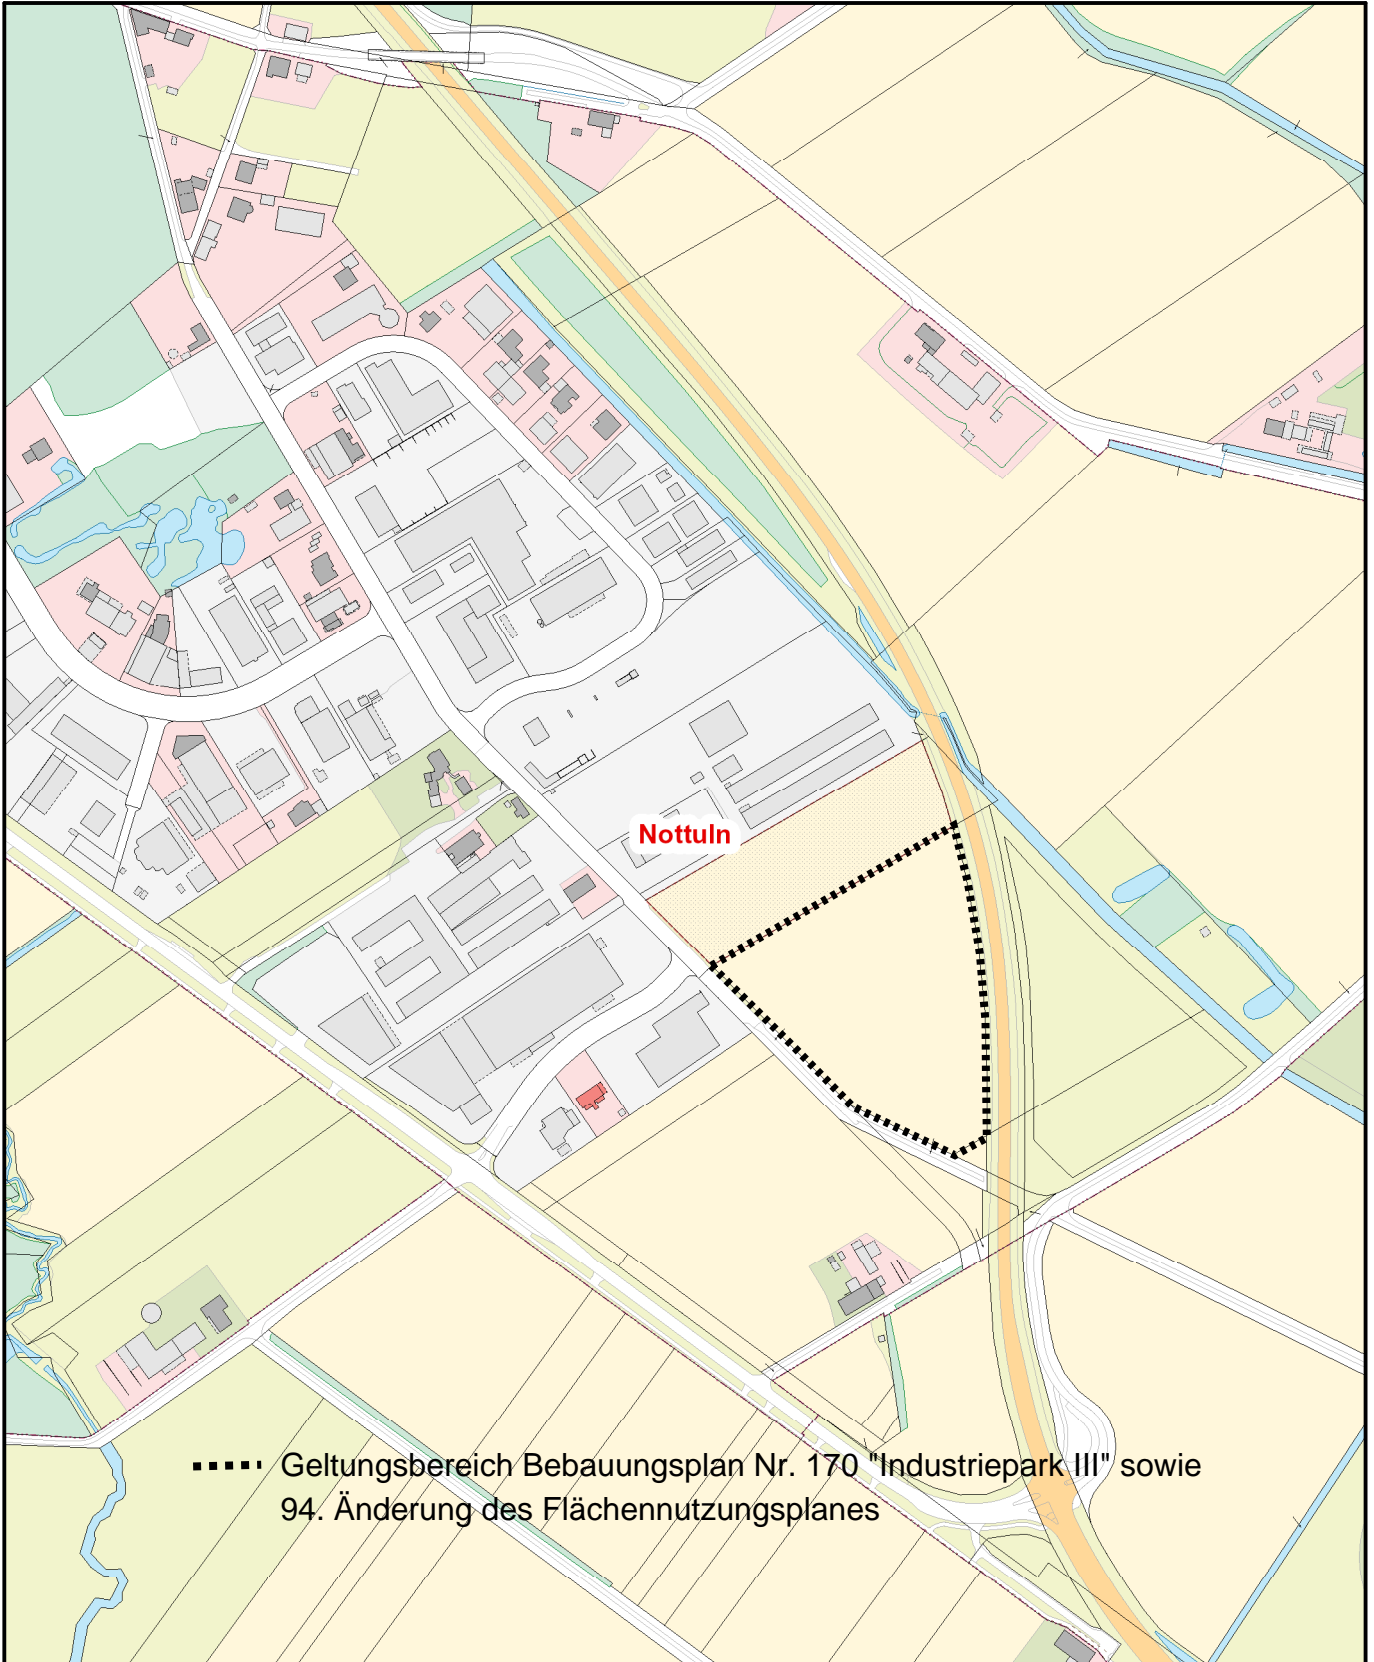 Nottuln
Geltungsbereich Bebauungsplan Nr. 170 "Industriepark III" sowie
94. Änderung des Flächennutzungsplanes